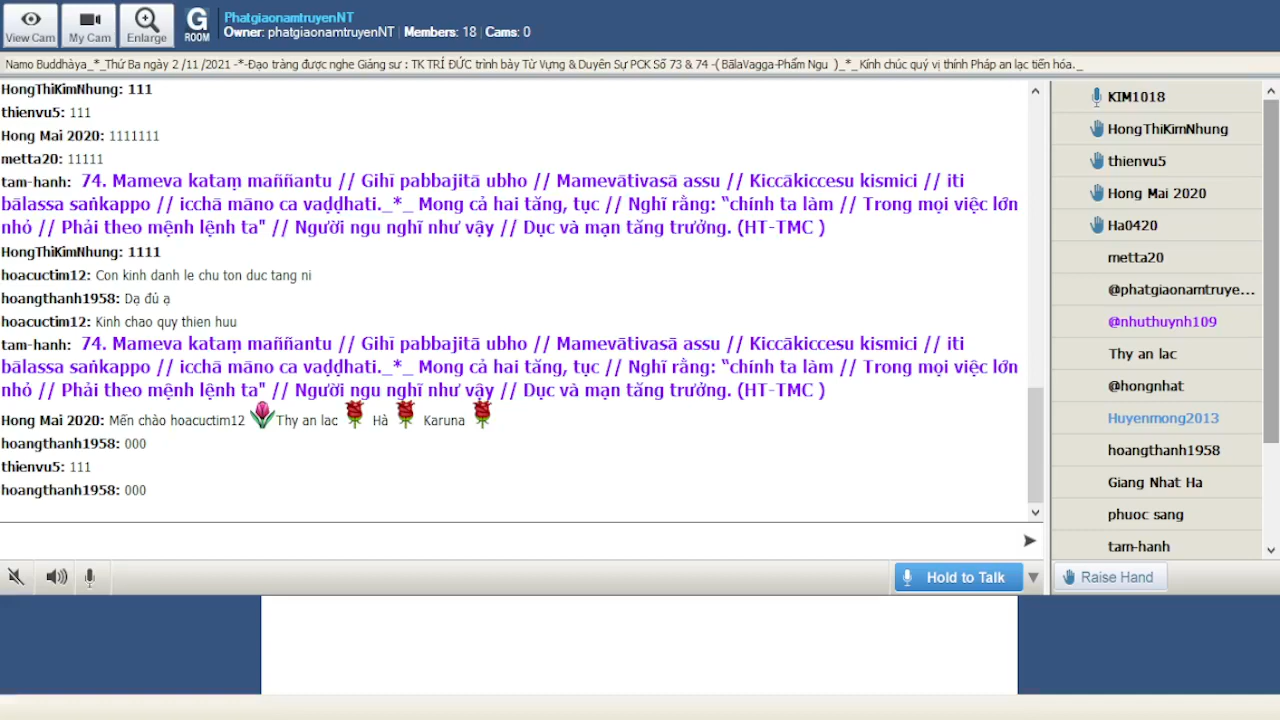 View Cam
My Cam
Enlarge
G
ROOM
PhatgiaonamtruyenNT
Owner: phatgiaonamtruyenNT | Members: 18 | Cams: 0
Namo Buddhàya_*_Thứ Ba ngày 2 /11 /2021 -*-Đạo tràng được nghe Giảng sư : TK TRÍ ĐỨC trình bày Từ Vựng & Duyên Sự PCK Số 73 & 74 -( BālaVagga-Phẩm Ngu )_*_ Kính chúc quý vị thính Pháp an lạc tiến hóa._
HongThiKimNhung: 111
thienvu5: 111
Hong Mai 2020: 1111111
metta20: 11111
tam-hanh: 74. Mameva kataṃ maññantu // Gihī pabbajitā ubho // Mamevātivasā assu // Kiccākiccesu kismici // iti
bālassa saṅkappo // icchā māno ca vaḍḍhati._*_ Mong cả hai tăng, tục // Nghĩ rằng: “chính ta làm // Trong mọi việc lớn
nhỏ // Phải theo mệnh lệnh ta" // Người ngu nghĩ như vậy // Dục và mạn tăng trưởng. (HT-TMC )
HongThiKimNhung: 1111
hoacuctim12: Con kinh danh le chu ton duc tang ni
hoangthanh1958: Dạ đủ ạ
hoacuctim12: Kinh chao quy thien huu
tam-hanh: 74. Mameva kataṃ maññantu // Gihī pabbajitā ubho // Mamevātivasā assu // Kiccākiccesu kismici // iti
bālassa saṅkappo // icchā māno ca vaḍḍhati._*_ Mong cả hai tăng, tục // Nghĩ rằng: “chính ta làm // Trong mọi việc lớn
nhỏ // Phải theo mệnh lệnh ta" // Người ngu nghĩ như vậy // Dục và mạn tăng trưởng. (HT-TMC )
Hong Mai 2020: Mến chào hoacuctim12 Thy an lac Hà Karuna
hoangthanh1958: 000
thienvu5: 111
hoangthanh1958: 000
KIM1018
HongThiKimNhung
thienvu5
Hong Mai 2020
Ha0420
metta20
@phatgiaonamtruye...
@nhuthuynh109
Thy an lac
@hongnhat
Huyenmong2013
hoangthanh1958
Giang Nhat Ha
phuoc sang
tam-hanh
Hold to Talk
Raise Hand